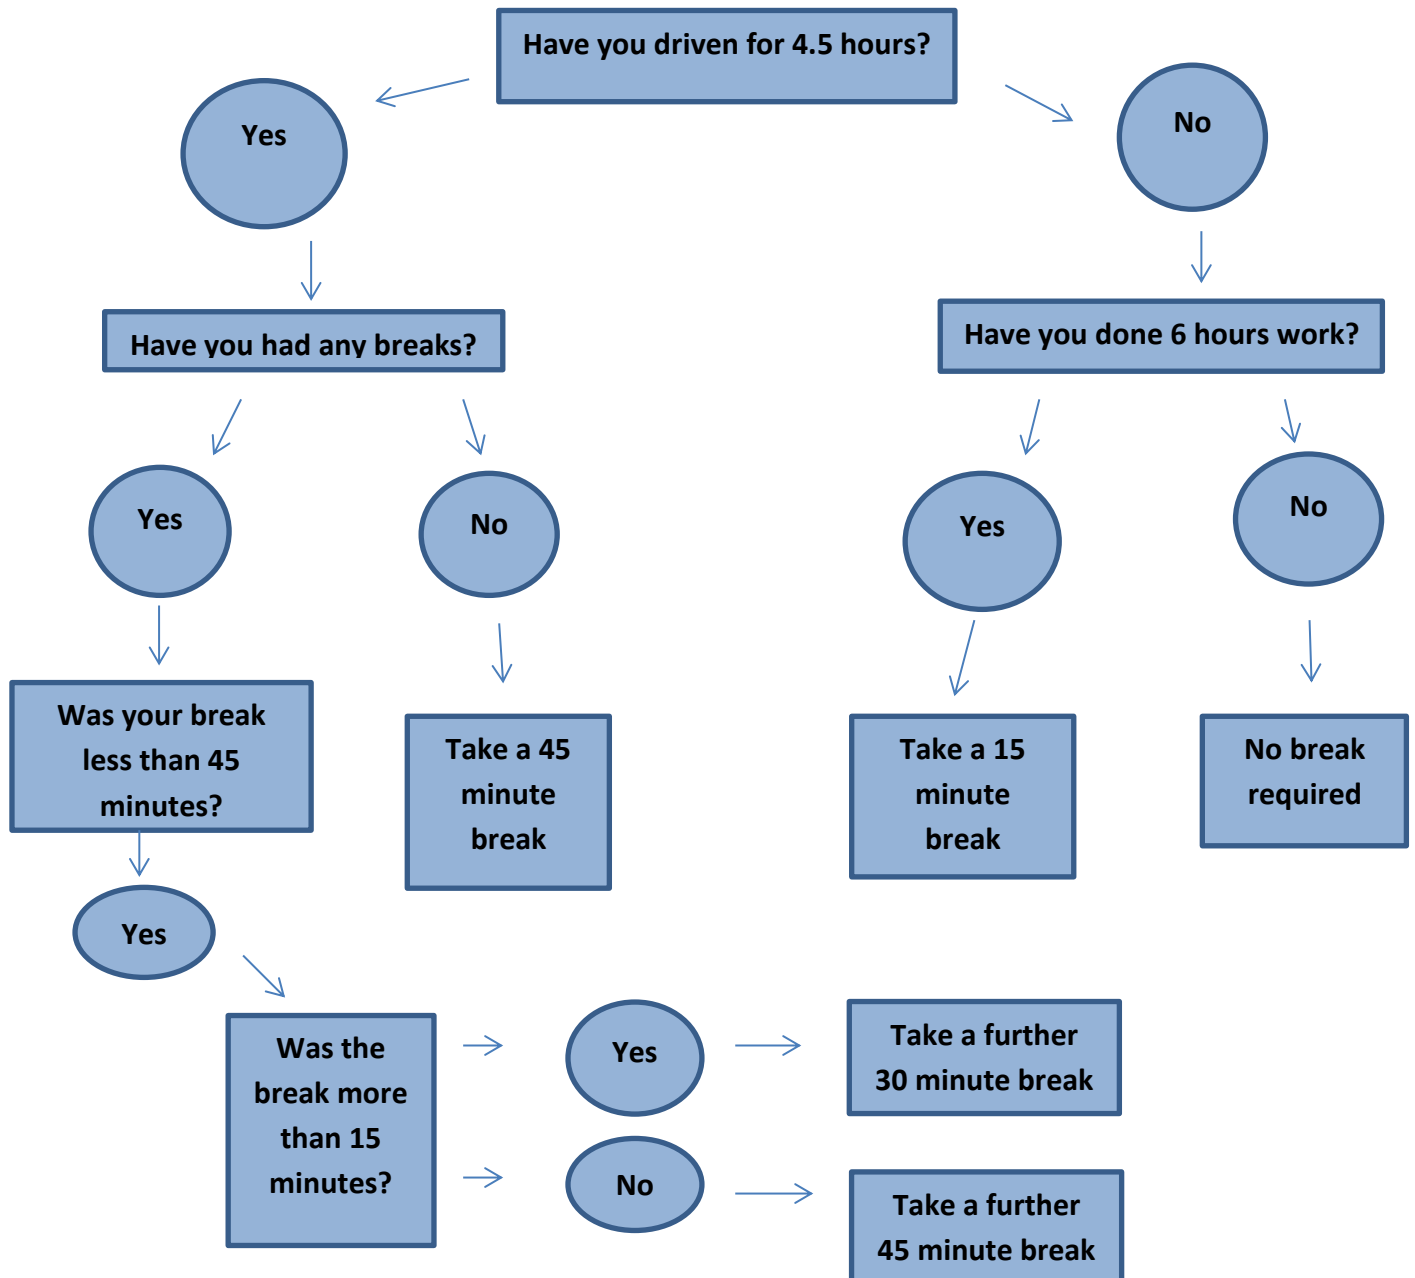 Have you driven for 4.5 hours?
Yes
No
Have you had any breaks?
Have you done 6 hours work?
Yes
No
Yes
No
Was your break
less than 45
minutes?
Take a 45
minute
break
Take a 15
minute
break
No break
required
Yes
Was the
break more
than 15
minutes?
Yes
Take a further
30 minute break
No
Take a further
45 minute break